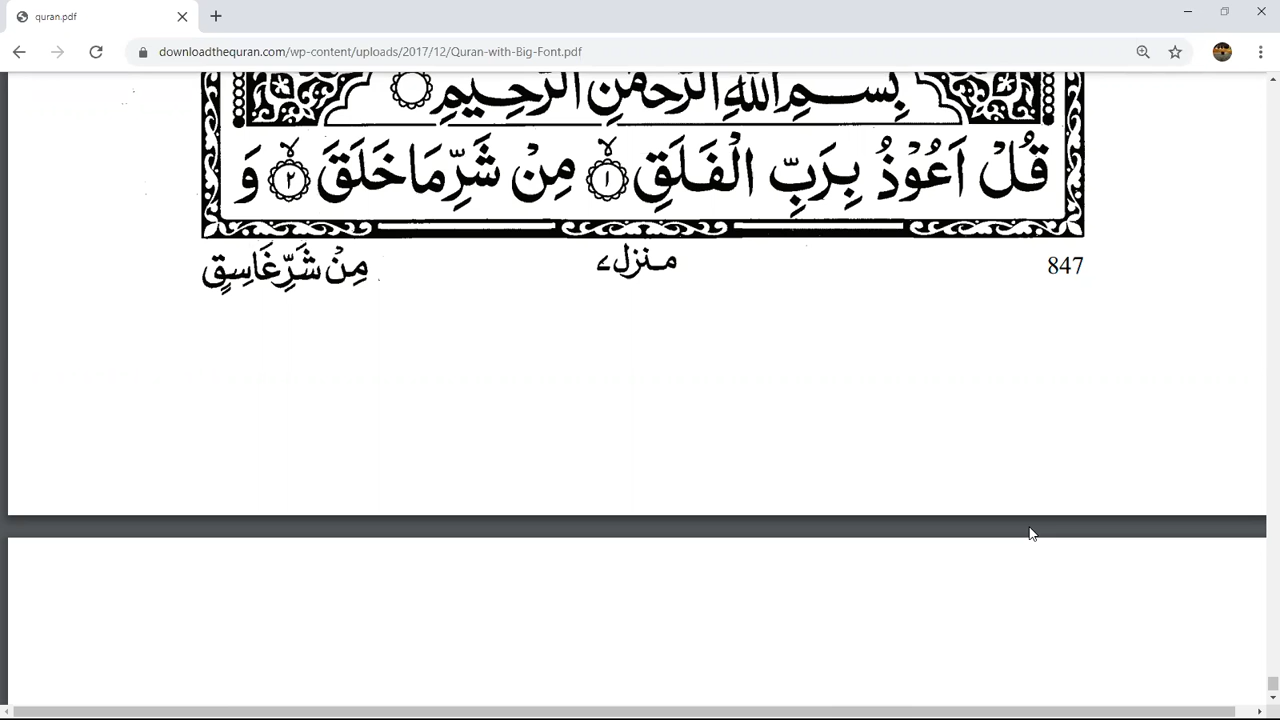 quran.pdf
downloadthequran.com/wp-content/uploads/2017/12/Quran-with-Big-Font.pdf
بِسْمِ اللّٰهِ الرَّحْمٰنِ الرَّحِيْمِ
قُلْ اَعُوْذُ بِرَبِّ الْفَلَقِۙ ۱ مِنْ شَرِّ مَا خَلَقَۙ ۲ وَ
847 منزل ۷ مِنْ شَرِّ غَاسِقٍ